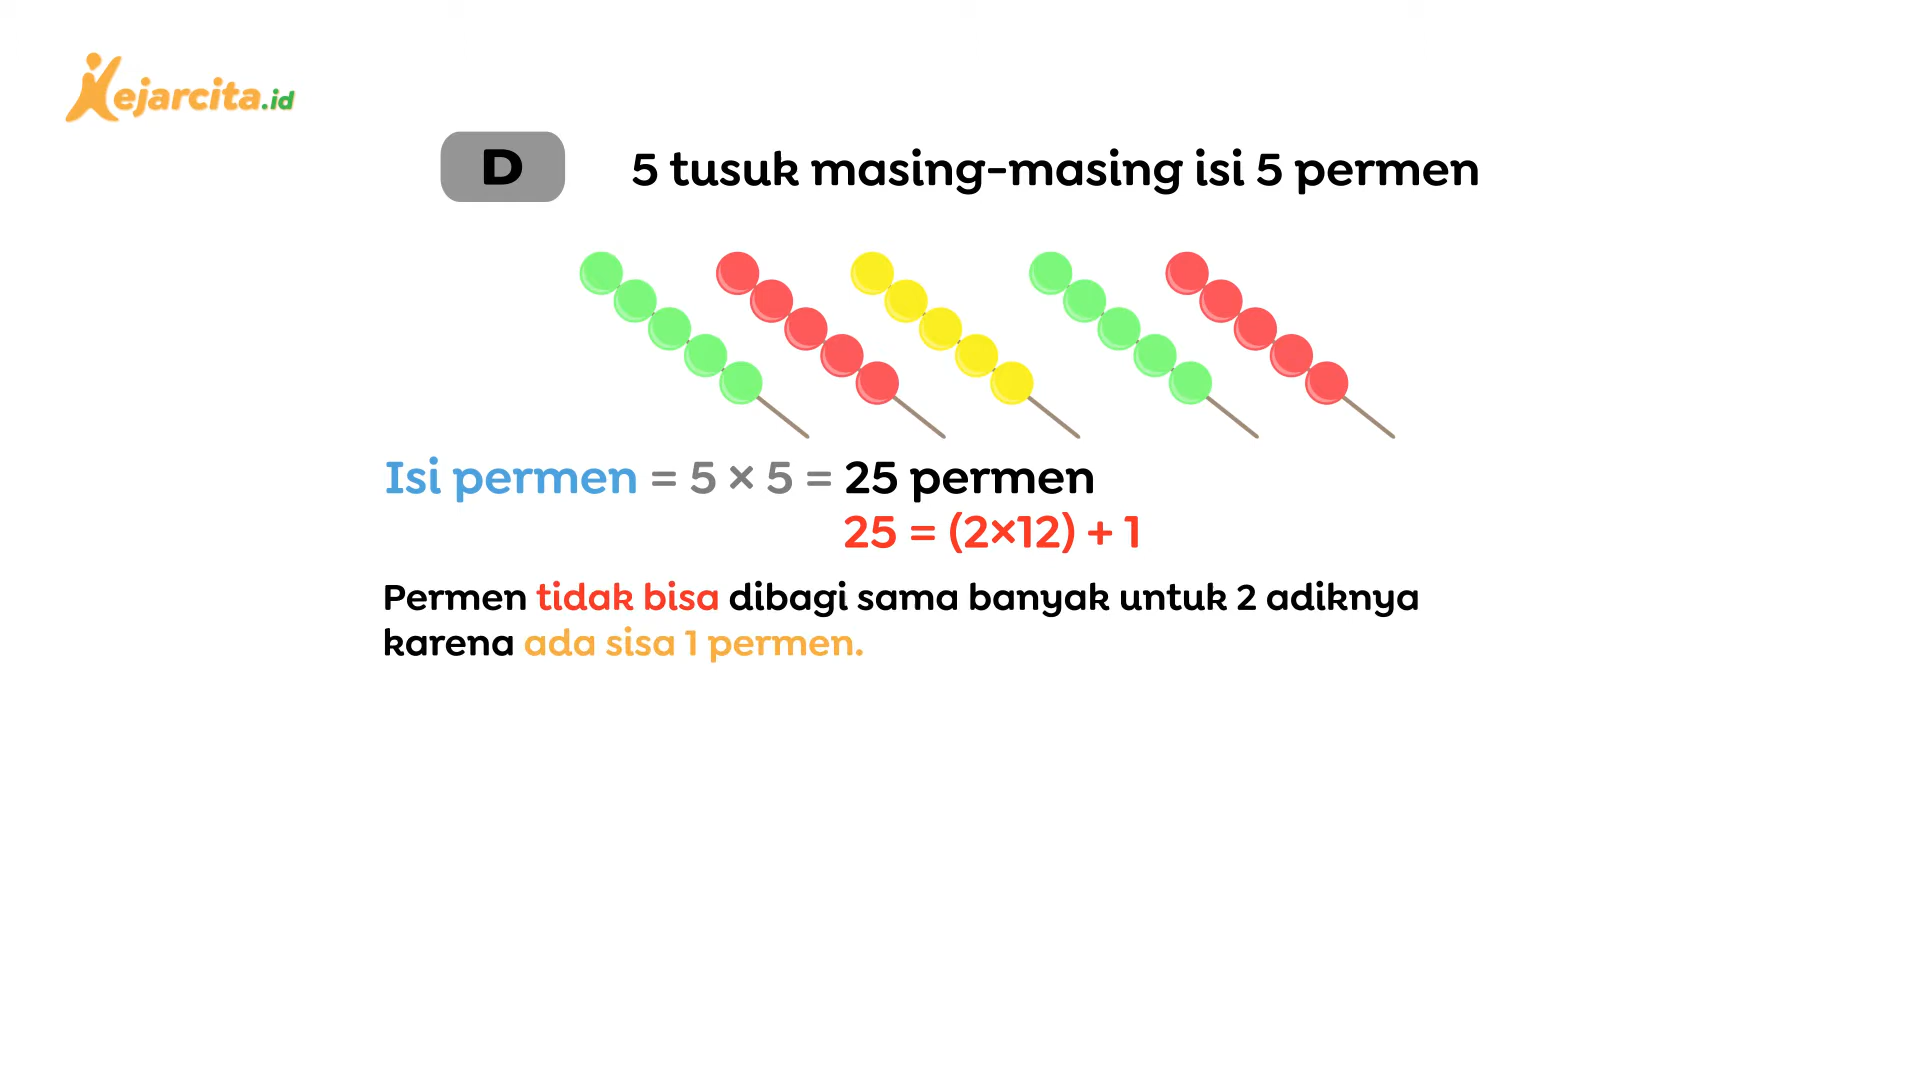 Kejarcita.id
D
5 tusuk masing-masing isi 5 permen
Isi permen = 5 × 5 = 25 permen
25 = (2×12) + 1
Permen tidak bisa dibagi sama banyak untuk 2 adiknya
karena ada sisa 1 permen.